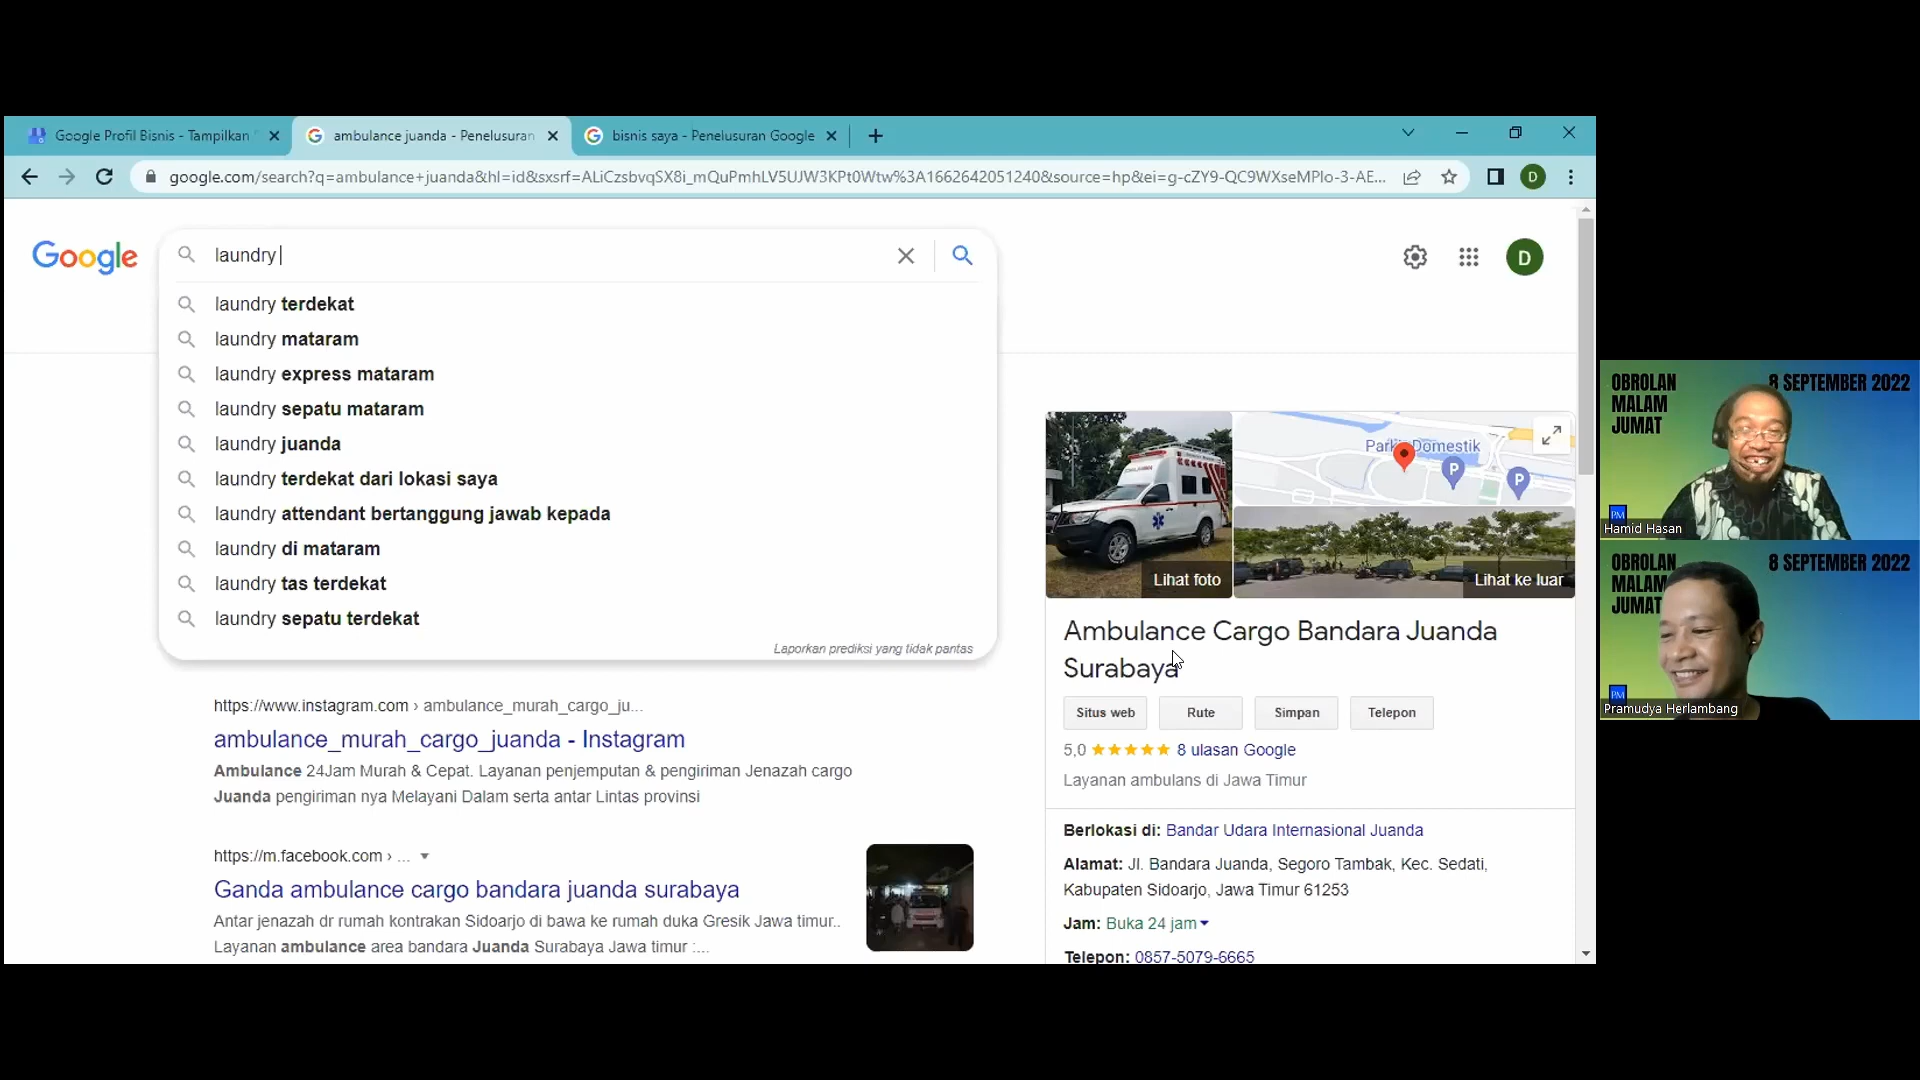 Google Profil Bisnis - Tampilkan
ambulance juanda - Penelusuran
bisnis saya - Penelusuran Google
google.com/search?q=ambulance+juanda&hl=id&sxsrf=ALiCzsbvqSX8i_mQuPmhLV5UJW3KPt0Wtw%3A1662642051240&source=hp&ei=g-cZY9-QC9WXseMPlo-3-AE...
D
Google
laundry
D
laundry terdekat
laundry mataram
laundry express mataram
laundry sepatu mataram
laundry juanda
laundry terdekat dari lokasi saya
laundry attendant bertanggung jawab kepada
laundry di mataram
laundry tas terdekat
laundry sepatu terdekat
Laporkan prediksi yang tidak pantas
https://www.instagram.com › ambulance_murah_cargo_ju...
ambulance_murah_cargo_juanda - Instagram
Ambulance 24Jam Murah & Cepat. Layanan penjemputan & pengiriman Jenazah cargo
Juanda pengiriman nya Melayani Dalam serta antar Lintas provinsi
https://m.facebook.com › ...
Ganda ambulance cargo bandara juanda surabaya
Antar jenazah dr rumah kontrakan Sidoarjo di bawa ke rumah duka Gresik Jawa timur..
Layanan ambulance area bandara Juanda Surabaya Jawa timur :...
Domestik
P
P
Lihat foto
Lihat ke luar
Ambulance Cargo Bandara Juanda
Surabaya
Situs web
Rute
Simpan
Telepon
5,0 8 ulasan Google
Layanan ambulans di Jawa Timur
Berlokasi di: Bandar Udara Internasional Juanda
Alamat: Jl. Bandara Juanda, Segoro Tambak, Kec. Sedati,
Kabupaten Sidoarjo, Jawa Timur 61253
Jam: Buka 24 jam
Telepon: 0857-5079-6665
OBROLAN
MALAM
JUMAT
8 SEPTEMBER 2022
PM
Hamid Hasan
OBROLAN
MALAM
JUMAT
8 SEPTEMBER 2022
PM
Pramudya Herlambang